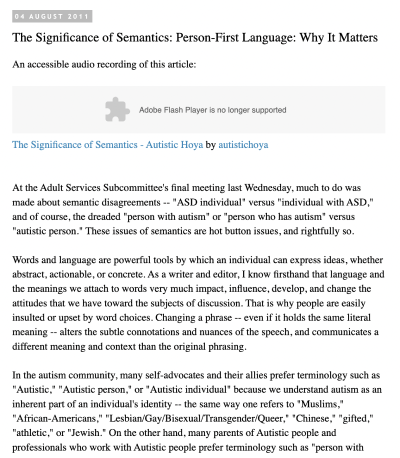 04 AUGUST 2011
The Significance of Semantics: Person-First Language: Why It Matters
An accessible audio recording of this article:
Adobe Flash Player is no longer supported
The Significance of Semantics - Autistic Hoya by autistichoya
At the Adult Services Subcommittee's final meeting last Wednesday, much to do was
made about semantic disagreements -- "ASD individual" versus "individual with ASD,"
and of course, the dreaded "person with autism" or "person who has autism" versus
"autistic person." These issues of semantics are hot button issues, and rightfully so.
Words and language are powerful tools by which an individual can express ideas, whether
abstract, actionable, or concrete. As a writer and editor, I know firsthand that language and
the meanings we attach to words very much impact, influence, develop, and change the
attitudes that we have toward the subjects of discussion. That is why people are easily
insulted or upset by word choices. Changing a phrase -- even if it holds the same literal
meaning -- alters the subtle connotations and nuances of the speech, and communicates a
different meaning and context than the original phrasing.
In the autism community, many self-advocates and their allies prefer terminology such as
"Autistic," "Autistic person," or "Autistic individual" because we understand autism as an
inherent part of an individual's identity -- the same way one refers to "Muslims,"
"African-Americans," "Lesbian/Gay/Bisexual/Transgender/Queer," "Chinese," "gifted,"
"athletic," or "Jewish." On the other hand, many parents of Autistic people and
professionals who work with Autistic people prefer terminology such as "person with